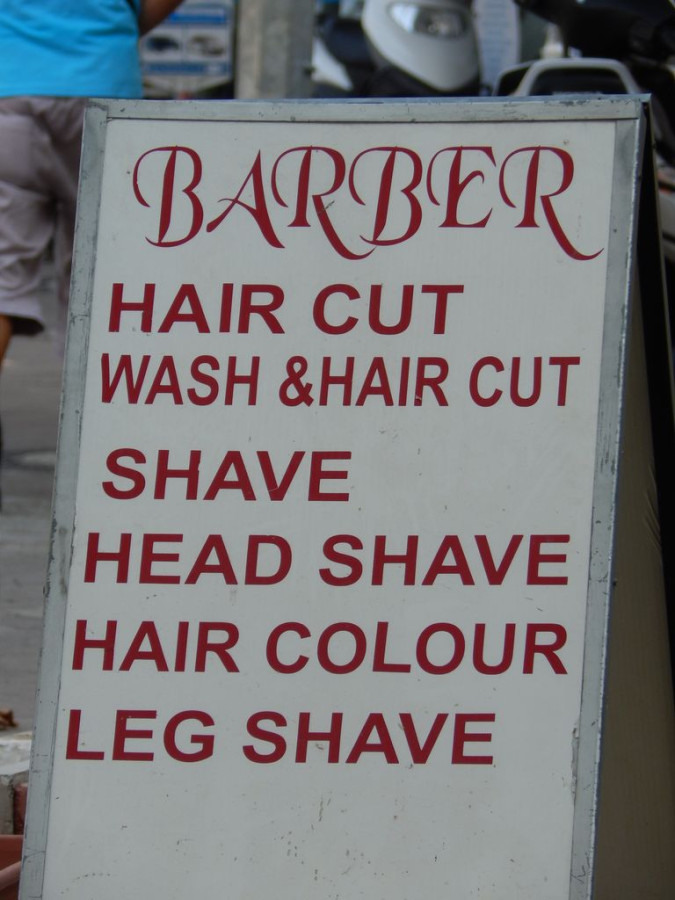 BARBER
HAIR CUT
WASH &HAIR CUT
SHAVE
HEAD SHAVE
HAIR COLOUR
LEG SHAVE